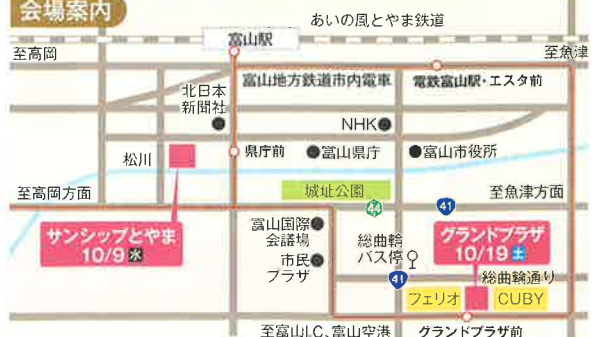 会場案内
あいの風とやま鉄道
富山駅
至高岡
至魚津
富山地方鉄道市内電車
電鉄富山駅・エスタ前
北日本
新聞社
NHK
松川
県庁前
富山県庁
富山市役所
至高岡方面
城址公園
44
41
至魚津方面
サンシップとやま
10/9 水
富山国際
会議場
市民
プラザ
総曲輪
バス停
41
グランドプラザ
10/19 土
総曲輪通り
フェリオ
CUBY
至富山I.C、富山空港
グランドプラザ前